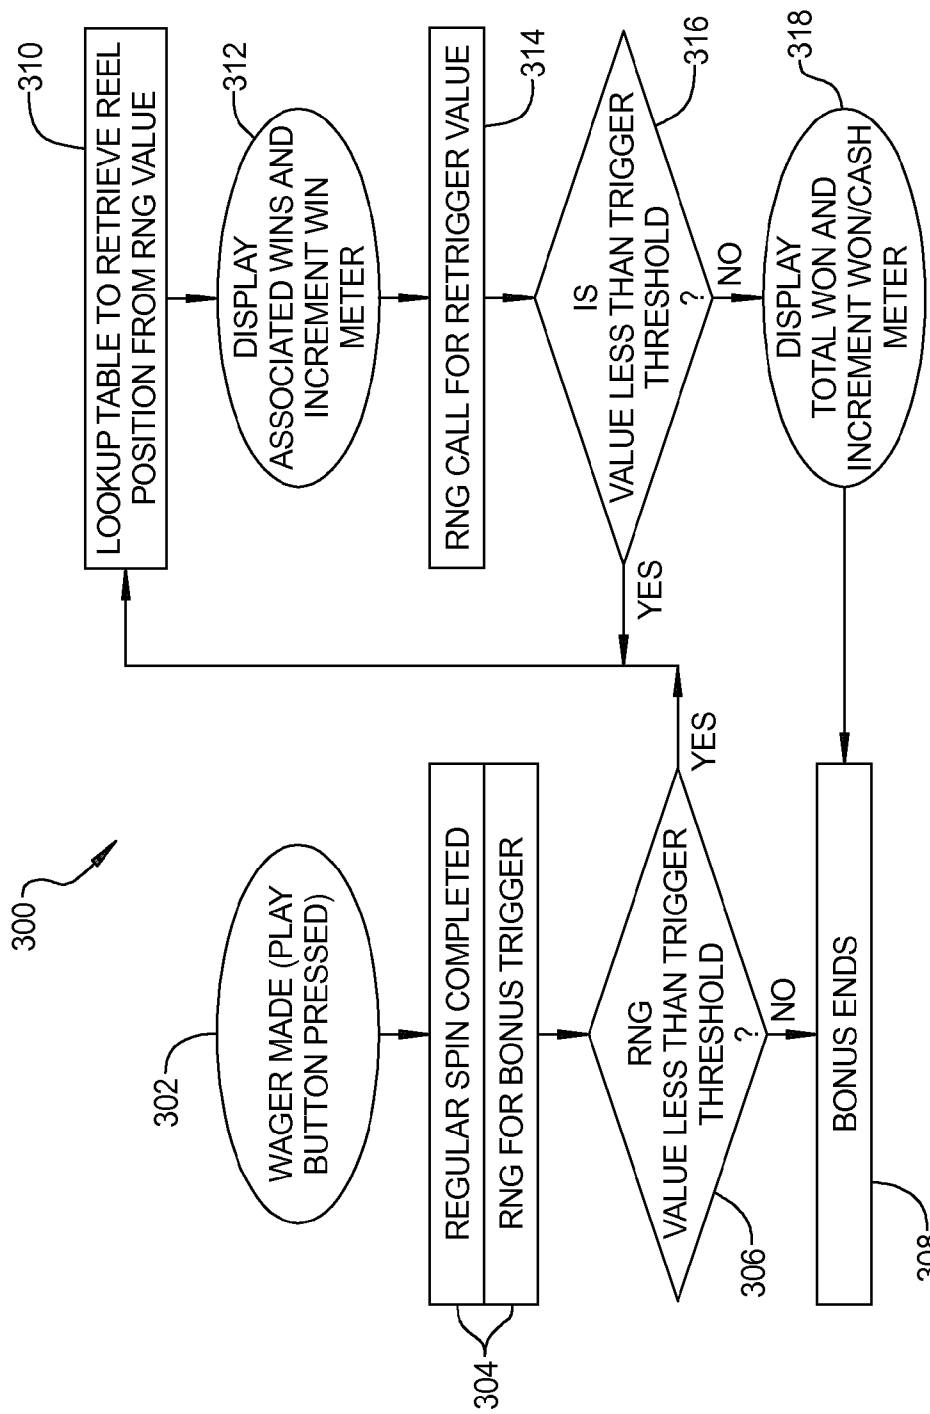 300
302
WAGER MADE (PLAY
BUTTON PRESSED)
304
REGULAR SPIN COMPLETED
RNG FOR BONUS TRIGGER
RNG
VALUE LESS THAN TRIGGER
THRESHOLD
?
306
YES
NO
BONUS ENDS
308
310
LOOKUP TABLE TO RETRIEVE REEL
POSITION FROM RNG VALUE
312
DISPLAY
ASSOCIATED WINS AND
INCREMENT WIN
METER
314
RNG CALL FOR RETRIGGER VALUE
316
IS
VALUE LESS THAN TRIGGER
THRESHOLD
?
YES
NO
318
DISPLAY
TOTAL WON AND
INCREMENT WON/CASH
METER